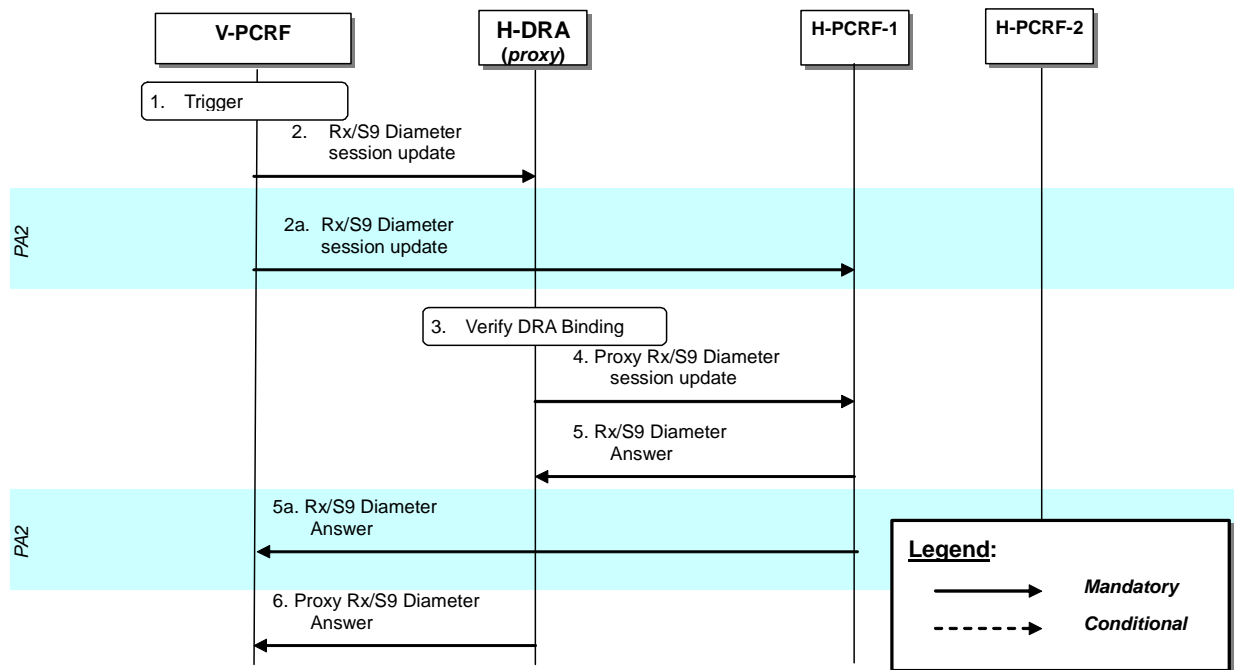 V-PCRF
H-DRA
(proxy)
H-PCRF-1
H-PCRF-2
1. Trigger
2. Rx/S9 Diameter
session update
PA2
2a. Rx/S9 Diameter
session update
3. Verify DRA Binding
4. Proxy Rx/S9 Diameter
session update
5. Rx/S9 Diameter
Answer
PA2
5a. Rx/S9 Diameter
Answer
6. Proxy Rx/S9 Diameter
Answer
Legend:
Mandatory
Conditional